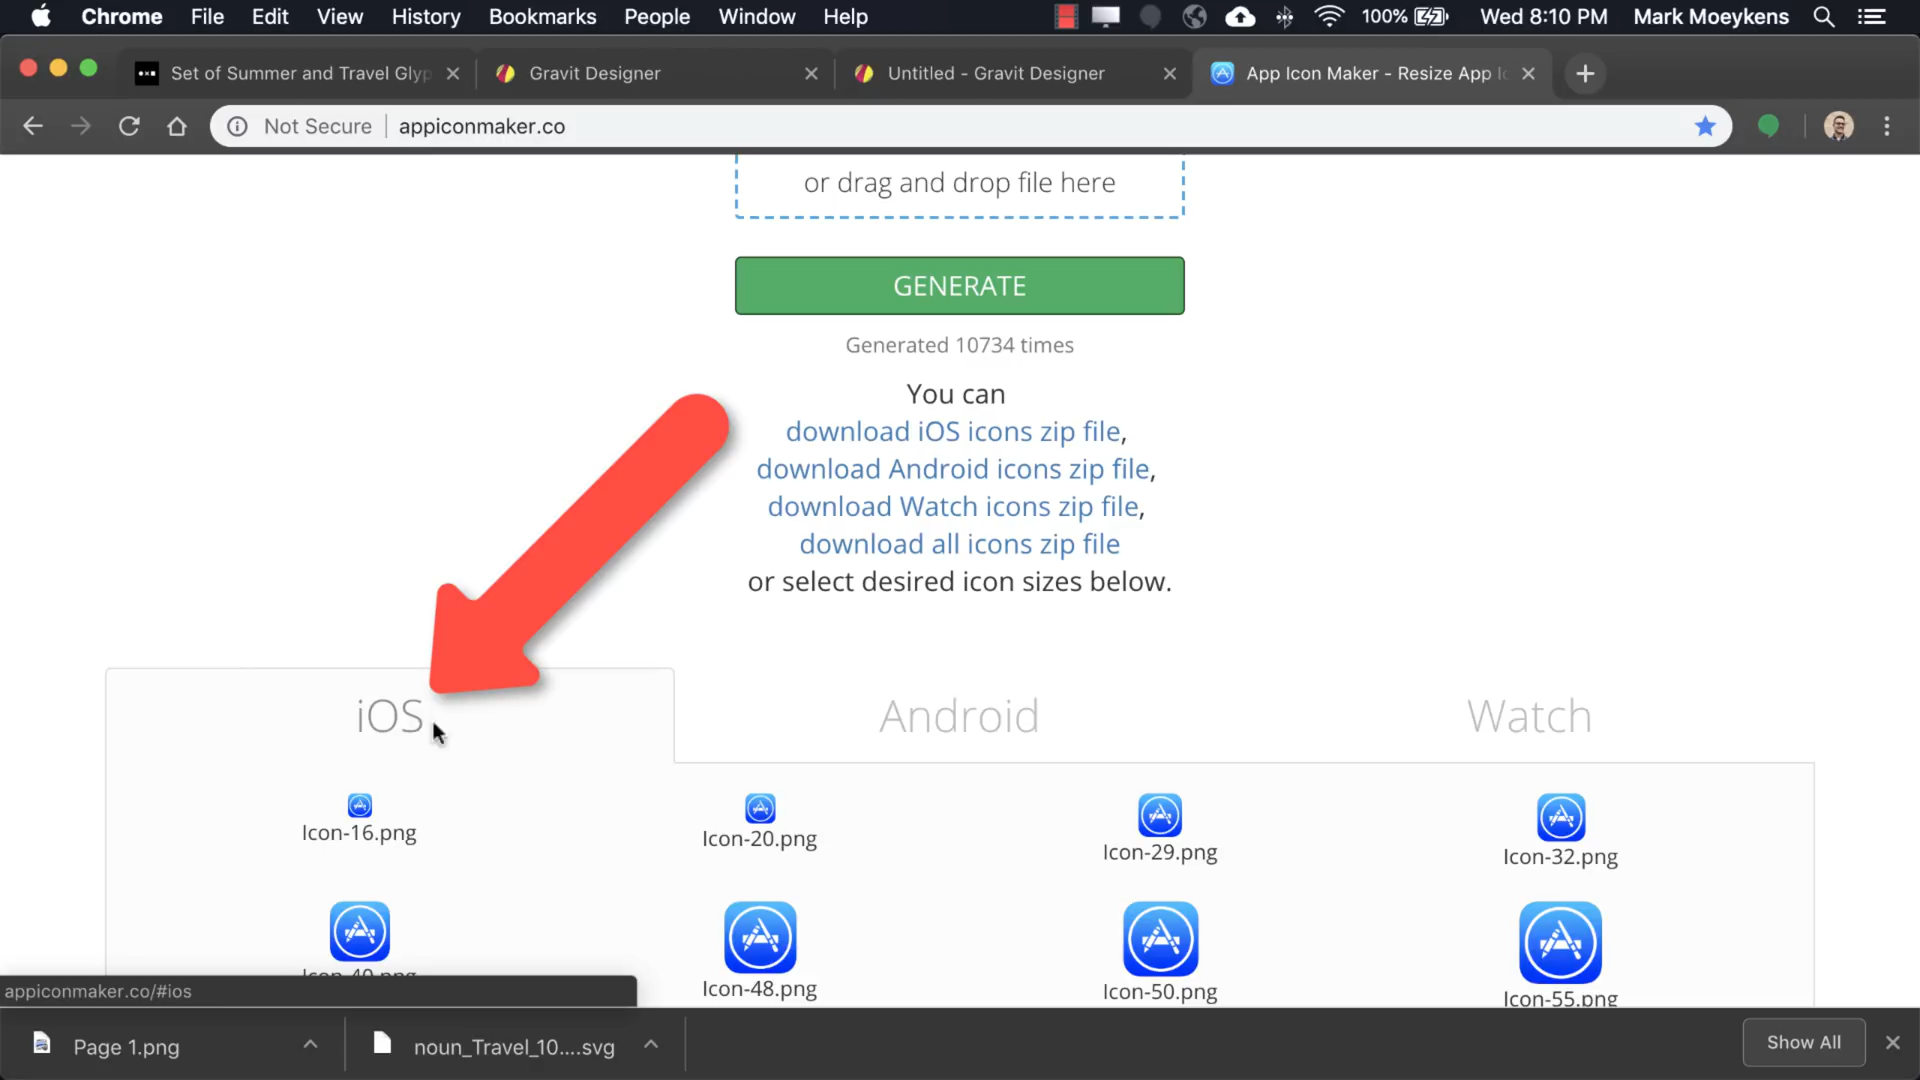 Chrome File Edit View History Bookmarks People Window Help 100% Wed 8:10 PM Mark Moeykens
Set of Summer and Travel Glyp Gravit Designer Untitled - Gravit Designer App Icon Maker - Resize App Ic
Not Secure appiconmaker.co
or drag and drop file here
GENERATE
Generated 10734 times
You can
download iOS icons zip file,
download Android icons zip file,
download Watch icons zip file,
download all icons zip file
or select desired icon sizes below.
iOS Android Watch
Icon-16.png Icon-20.png Icon-29.png Icon-32.png
Icon-40.png Icon-48.png Icon-50.png Icon-55.png
appiconmaker.co/#ios
Page 1.png noun_Travel_10....svg Show All